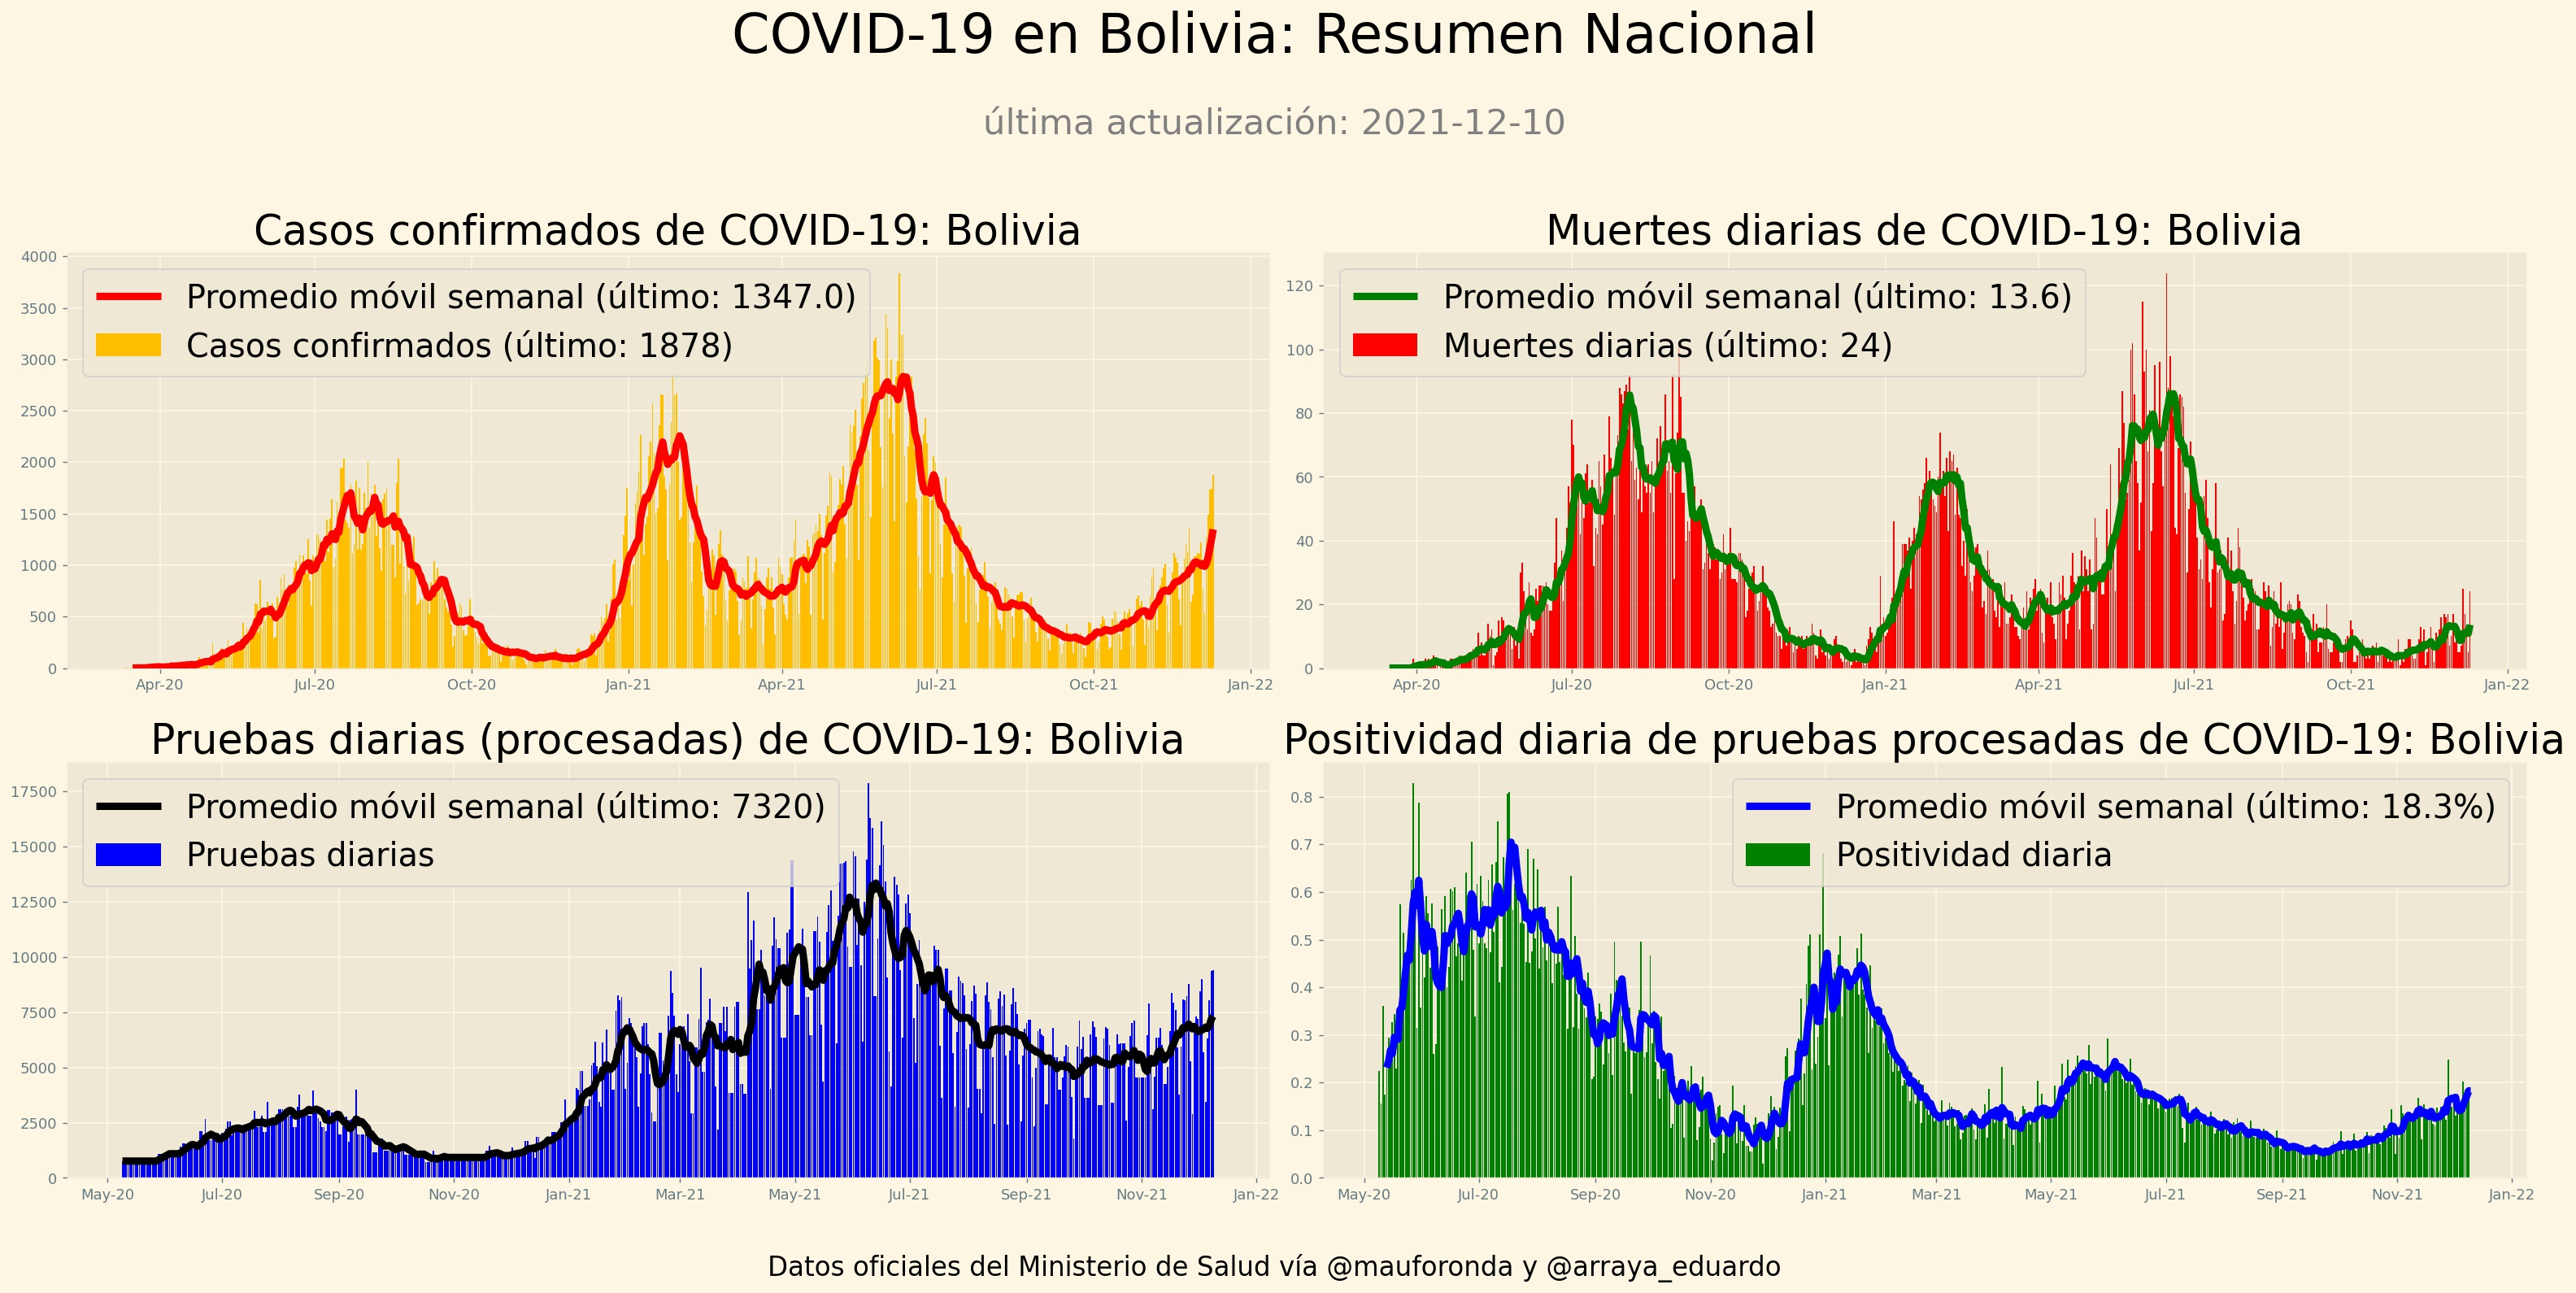 COVID-19 en Bolivia: Resumen Nacional
última actualización: 2021-12-10
Casos confirmados de COVID-19: Bolivia
4000
3500
3000
2500
2000
1500
1000
500
0
Promedio móvil semanal (último: 1347.0)
Casos confirmados (último: 1878)
Apr-20 Jul-20 Oct-20 Jan-21 Apr-21 Jul-21 Oct-21 Jan-22
Muertes diarias de COVID-19: Bolivia
120
100
80
60
40
20
0
Promedio móvil semanal (último: 13.6)
Muertes diarias (último: 24)
Apr-20 Jul-20 Oct-20 Jan-21 Apr-21 Jul-21 Oct-21 Jan-22
Pruebas diarias (procesadas) de COVID-19: Bolivia
17500
15000
12500
10000
7500
5000
2500
0
Promedio móvil semanal (último: 7320)
Pruebas diarias
May-20 Jul-20 Sep-20 Nov-20 Jan-21 Mar-21 May-21 Jul-21 Sep-21 Nov-21 Jan-22
Positividad diaria de pruebas procesadas de COVID-19: Bolivia
0.8
0.7
0.6
0.5
0.4
0.3
0.2
0.1
0.0
Promedio móvil semanal (último: 18.3%)
Positividad diaria
May-20 Jul-20 Sep-20 Nov-20 Jan-21 Mar-21 May-21 Jul-21 Sep-21 Nov-21 Jan-22
Datos oficiales del Ministerio de Salud vía @mauforonda y @arraya_eduardo